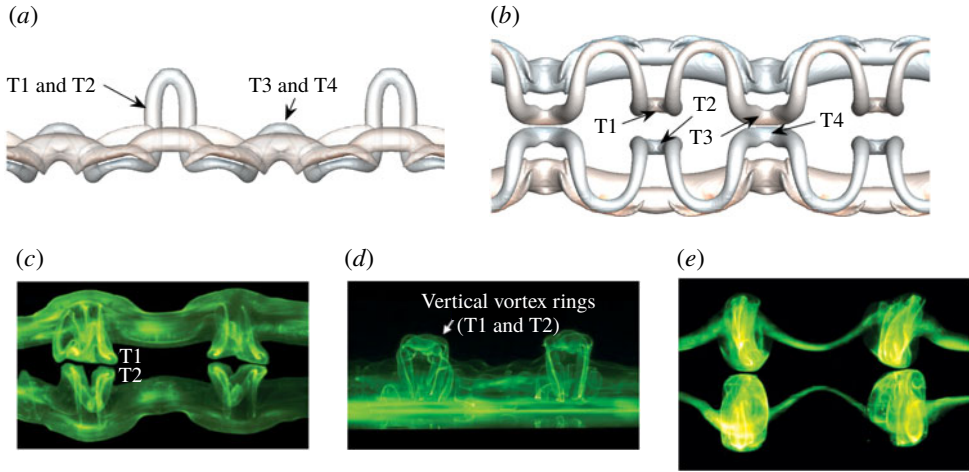 (a)
(b)
T1 and T2
T3 and T4
T1
T2
T3
T4
(c)
(d)
(e)
T1
T2
Vertical vortex rings
(T1 and T2)